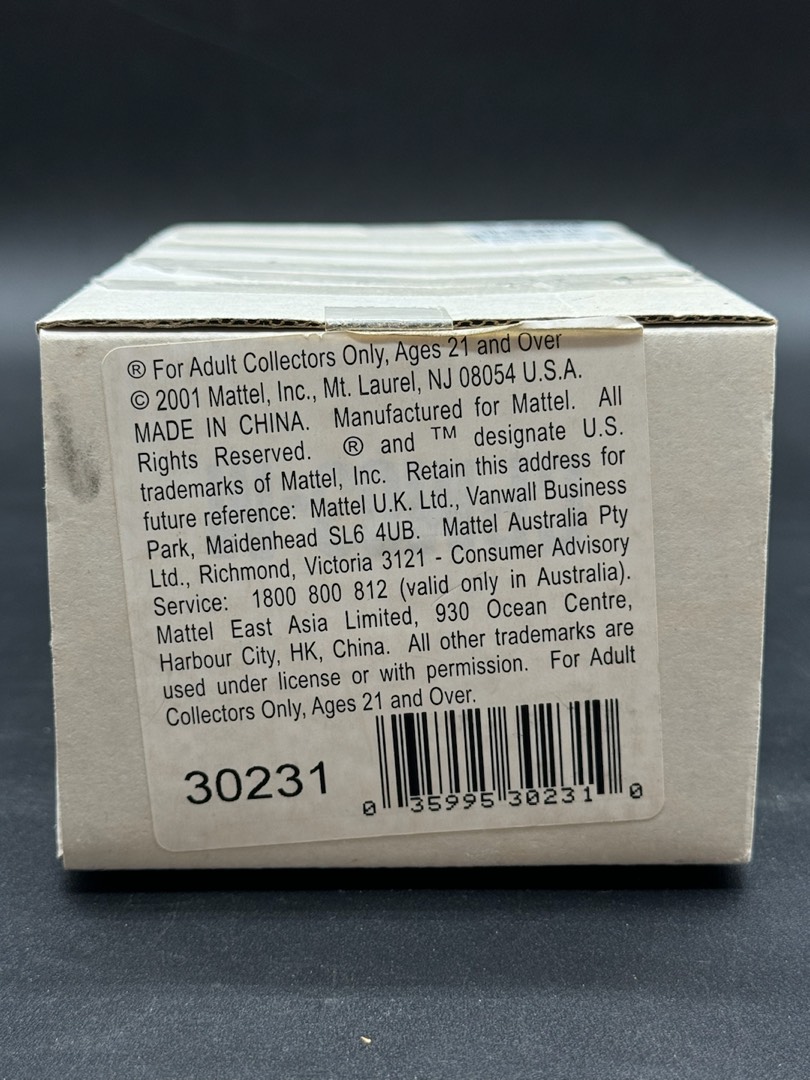 ® For Adult Collectors Only, Ages 21 and Over
© 2001 Mattel, Inc., Mt. Laurel, NJ 08054 U.S.A.
MADE IN CHINA. Manufactured for Mattel. All
Rights Reserved. ® and ™ designate U.S.
trademarks of Mattel, Inc. Retain this address for
future reference: Mattel U.K. Ltd., Vanwall Business
Park, Maidenhead SL6 4UB. Mattel Australia Pty
Ltd., Richmond, Victoria 3121 - Consumer Advisory
Service: 1800 800 812 (valid only in Australia).
Mattel East Asia Limited, 930 Ocean Centre,
Harbour City, HK, China. All other trademarks are
used under license or with permission. For Adult
Collectors Only, Ages 21 and Over.
30231
0 35995 30231 0